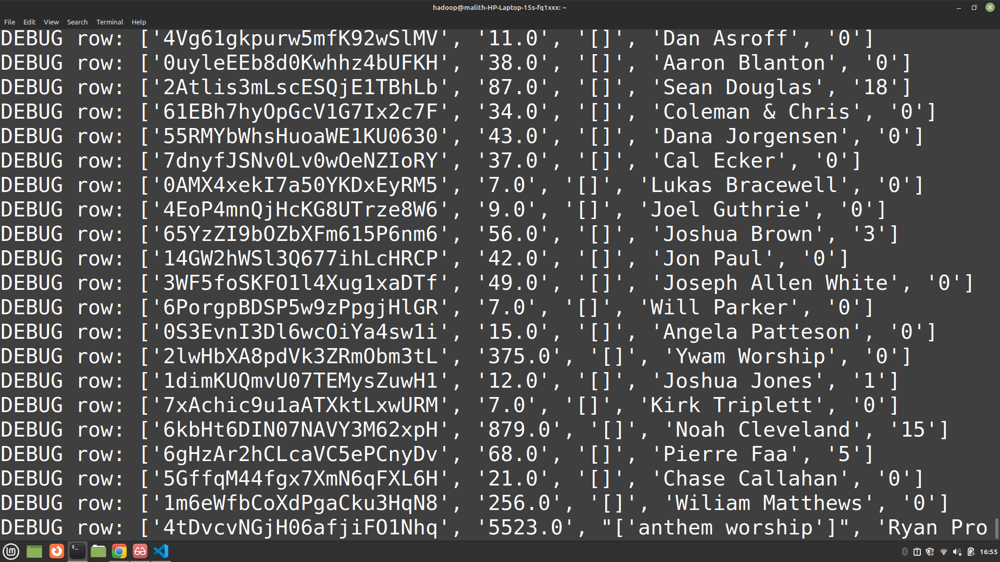 hadoop@malith-HP-Laptop-15s-fq1xxx: ~
File Edit View Search Terminal Help
DEBUG row: ['4Vg61gkpurw5mfK92wSlMV', '11.0', '[]', 'Dan Asroff', '0']
DEBUG row: ['0uyleEEb8d0Kwhhz4bUFKH', '38.0', '[]', 'Aaron Blanton', '0']
DEBUG row: ['2Atlis3mLscESQjE1TBhLb', '87.0', '[]', 'Sean Douglas', '18']
DEBUG row: ['61EBh7hyOpGcV1G7Ix2c7F', '34.0', '[]', 'Coleman & Chris', '0']
DEBUG row: ['55RMYbWhsHuoaWE1KU0630', '43.0', '[]', 'Dana Jorgensen', '0']
DEBUG row: ['7dnyfJSNv0Lv0wOeNZIoRY', '37.0', '[]', 'Cal Ecker', '0']
DEBUG row: ['0AMX4xekI7a50YKDxEyRM5', '7.0', '[]', 'Lukas Bracewell', '0']
DEBUG row: ['4EoP4mnQjHcKG8UTrze8W6', '9.0', '[]', 'Joel Guthrie', '0']
DEBUG row: ['65YzZI9bOZbXFm615P6nm6', '56.0', '[]', 'Joshua Brown', '3']
DEBUG row: ['14GW2hWSl3Q677ihLcHRCP', '42.0', '[]', 'Jon Paul', '0']
DEBUG row: ['3WF5foSKFO1l4Xug1xaDTf', '49.0', '[]', 'Joseph Allen White', '0']
DEBUG row: ['6PorgpBDSP5w9zPpgjHlGR', '7.0', '[]', 'Will Parker', '0']
DEBUG row: ['0S3EvnI3Dl6wcOiYa4sw1i', '15.0', '[]', 'Angela Patteson', '0']
DEBUG row: ['2lwHbXA8pdVk3ZRmObm3tL', '375.0', '[]', 'Ywam Worship', '0']
DEBUG row: ['1dimKUQmvU07TEMysZuwH1', '12.0', '[]', 'Joshua Jones', '1']
DEBUG row: ['7xAchic9u1aATXktLxwURM', '7.0', '[]', 'Kirk Triplett', '0']
DEBUG row: ['6kbHt6DIN07NAVY3M62xpH', '879.0', '[]', 'Noah Cleveland', '15']
DEBUG row: ['6gHzAr2hCLcaVC5ePCnyDv', '68.0', '[]', 'Pierre Faa', '5']
DEBUG row: ['5GffqM44fgx7XmN6qFXL6H', '21.0', '[]', 'Chase Callahan', '0']
DEBUG row: ['1m6eWfbCoXdPgaCku3HqN8', '256.0', '[]', 'Wiliam Matthews', '0']
DEBUG row: ['4tDvcvNGjH06afjiFO1Nhq', '5523.0', "['anthem worship']", 'Ryan Pro
16:55